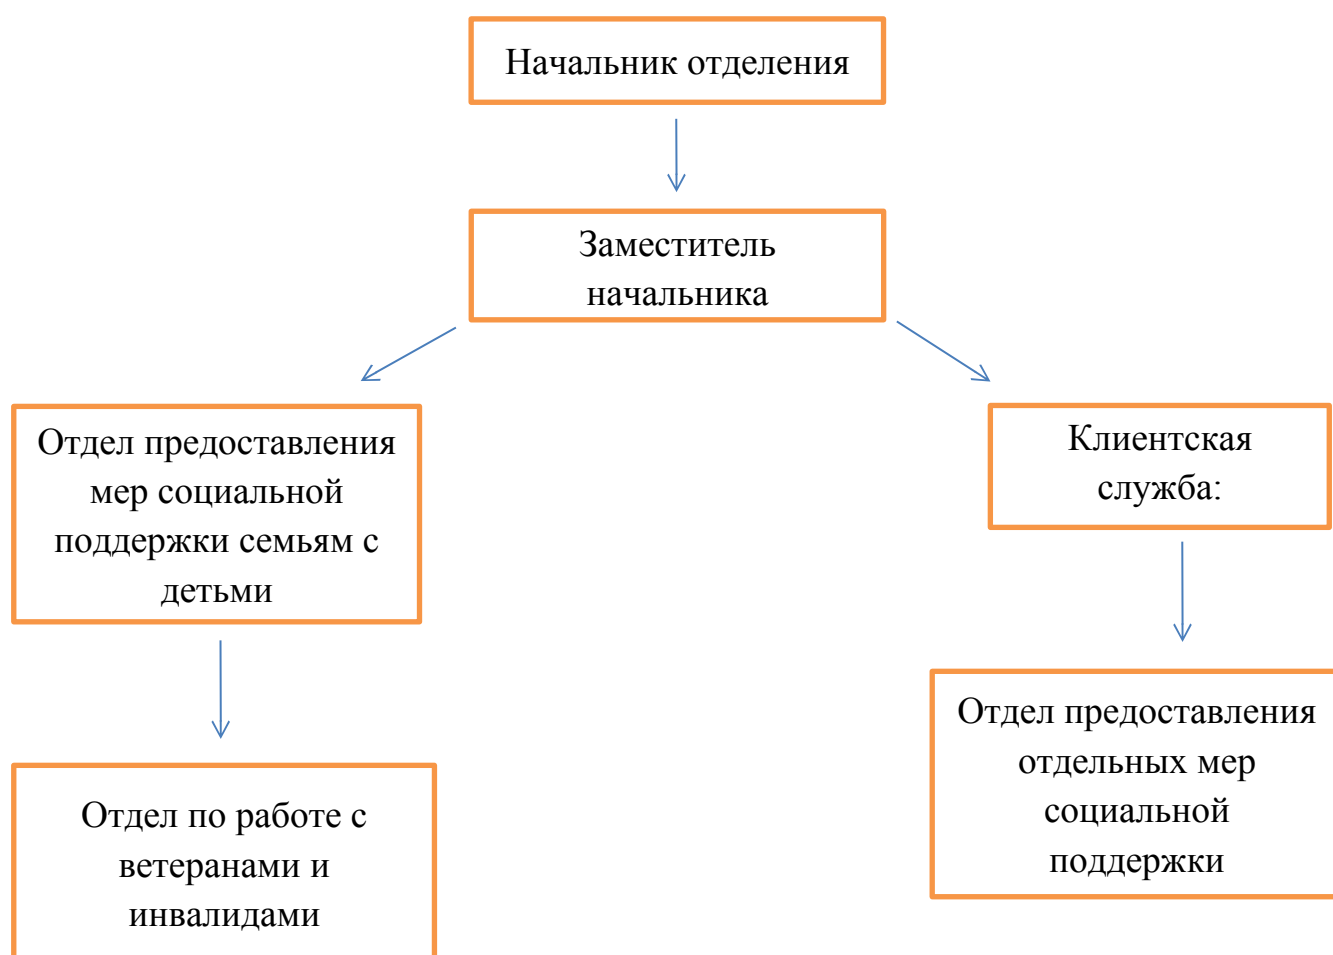 Начальник отделения
Заместитель
начальника
Отдел предоставления
мер социальной
поддержки семьям с
детьми
Клиентская
служба:
Отдел по работе с
ветеранами и
инвалидами
Отдел предоставления
отдельных мер
социальной
поддержки